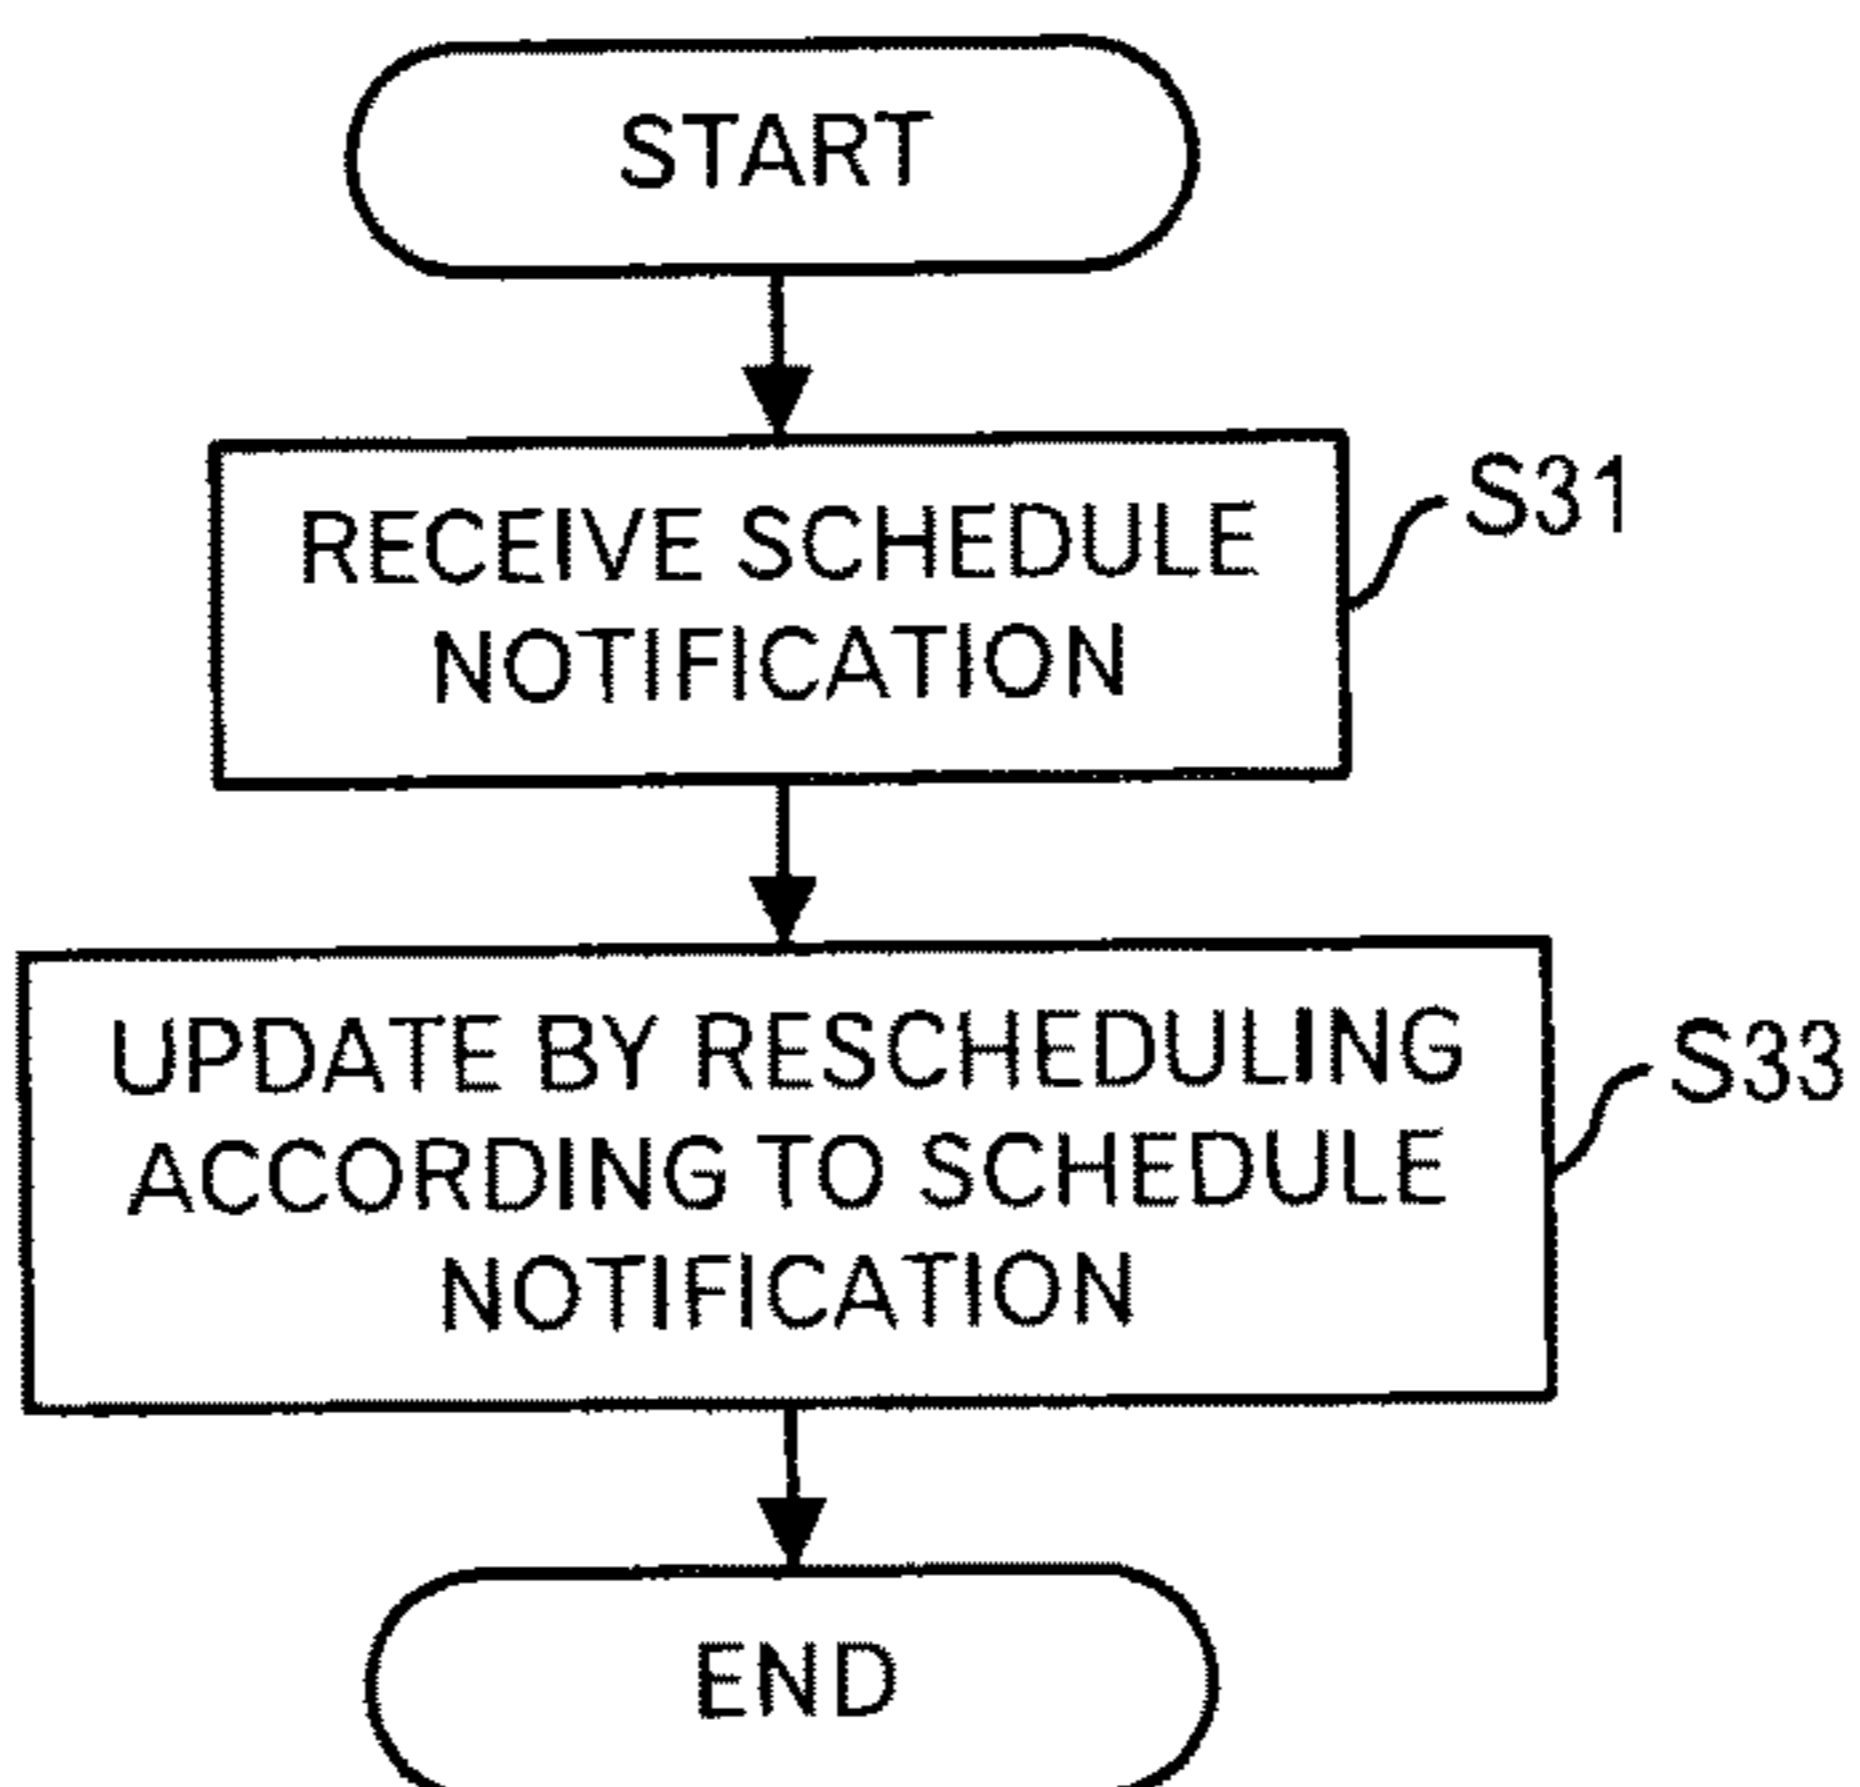 START
RECEIVE SCHEDULE
NOTIFICATION
S31
UPDATE BY RESCHEDULING
ACCORDING TO SCHEDULE
NOTIFICATION
S33
END